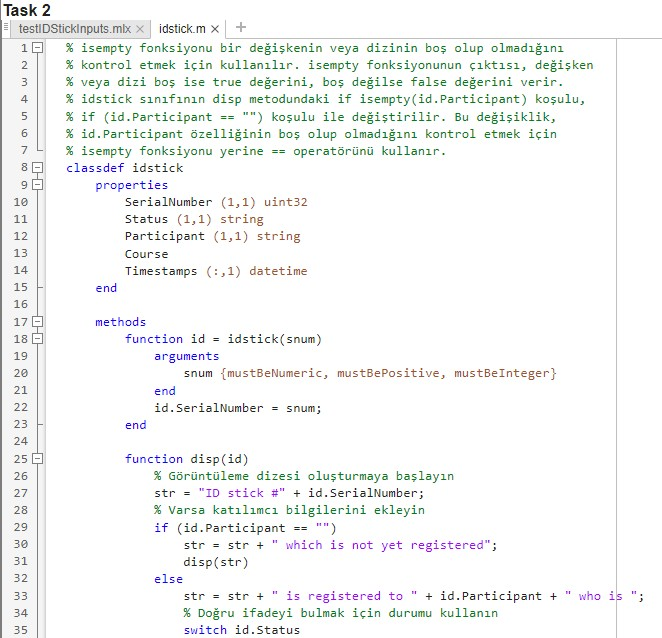 Task 2
testIDStickInputs.mlx × idstick.m × +
1 % isempty fonksiyonu bir değişkenin veya dizinin boş olup olmadığını
2 % kontrol etmek için kullanılır. isempty fonksiyonunun çıktısı, değişken
3 % veya dizi boş ise true değerini, boş değilse false değerini verir.
4 % idstick sınıfının disp metodundaki if isempty(id.Participant) koşulu,
5 % if (id.Participant == "") koşulu ile değiştirilir. Bu değişiklik,
6 % id.Participant özelliğinin boş olup olmadığını kontrol etmek için
7 % isempty fonksiyonu yerine == operatörünü kullanır.
8 classdef idstick
9 properties
10 SerialNumber (1,1) uint32
11 Status (1,1) string
12 Participant (1,1) string
13 Course
14 Timestamps (:,1) datetime
15 end
16
17 methods
18 function id = idstick(snum)
19 arguments
20 snum {mustBeNumeric, mustBePositive, mustBeInteger}
21 end
22 id.SerialNumber = snum;
23 end
24
25 function disp(id)
26 % Görüntüleme dizesi oluşturmaya başlayın
27 str = "ID stick #" + id.SerialNumber;
28 % Varsa katılımcı bilgilerini ekleyin
29 if (id.Participant == "")
30 str = str + " which is not yet registered";
31 disp(str)
32 else
33 str = str + " is registered to " + id.Participant + " who is ";
34 % Doğru ifadeyi bulmak için durumu kullanın
35 switch id.Status